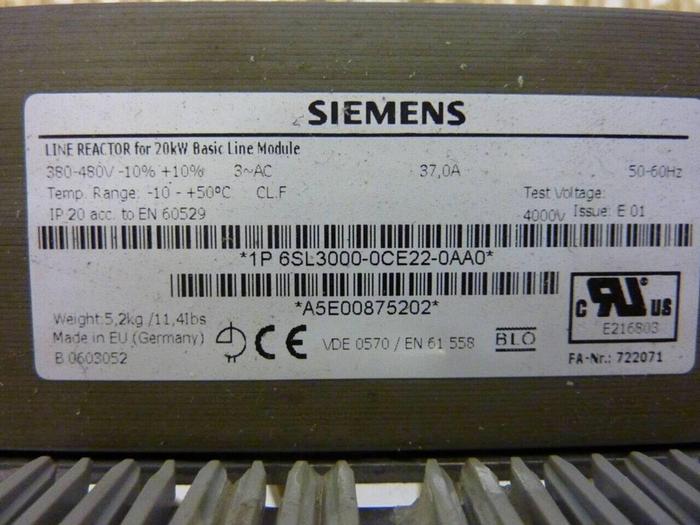 SIEMENS
LINE REACTOR for 20kW Basic Line Module
380-480V -10% +10% 3~AC 37,0A 50-60Hz
Temp. Range: -10 - +50°C CL.F Test Voltage:
IP 20 acc. to EN 60529 4000V Issue: E 01
*1P 6SL3000-0CE22-0AA0*
*A5E00875202*
Weight:5,2kg /11,4lbs
Made in EU (Germany)
B 0603052
CE
VDE 0570 / EN 61 558
BLO
c RU US
E216803
FA-Nr.: 722071